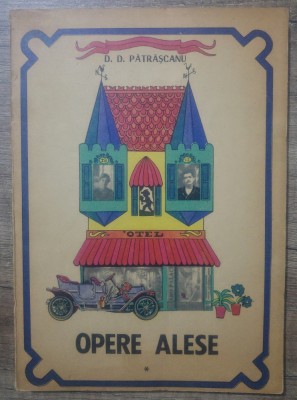 D. D. PĂTRĂȘCANU
OTEL
OPERE ALESE